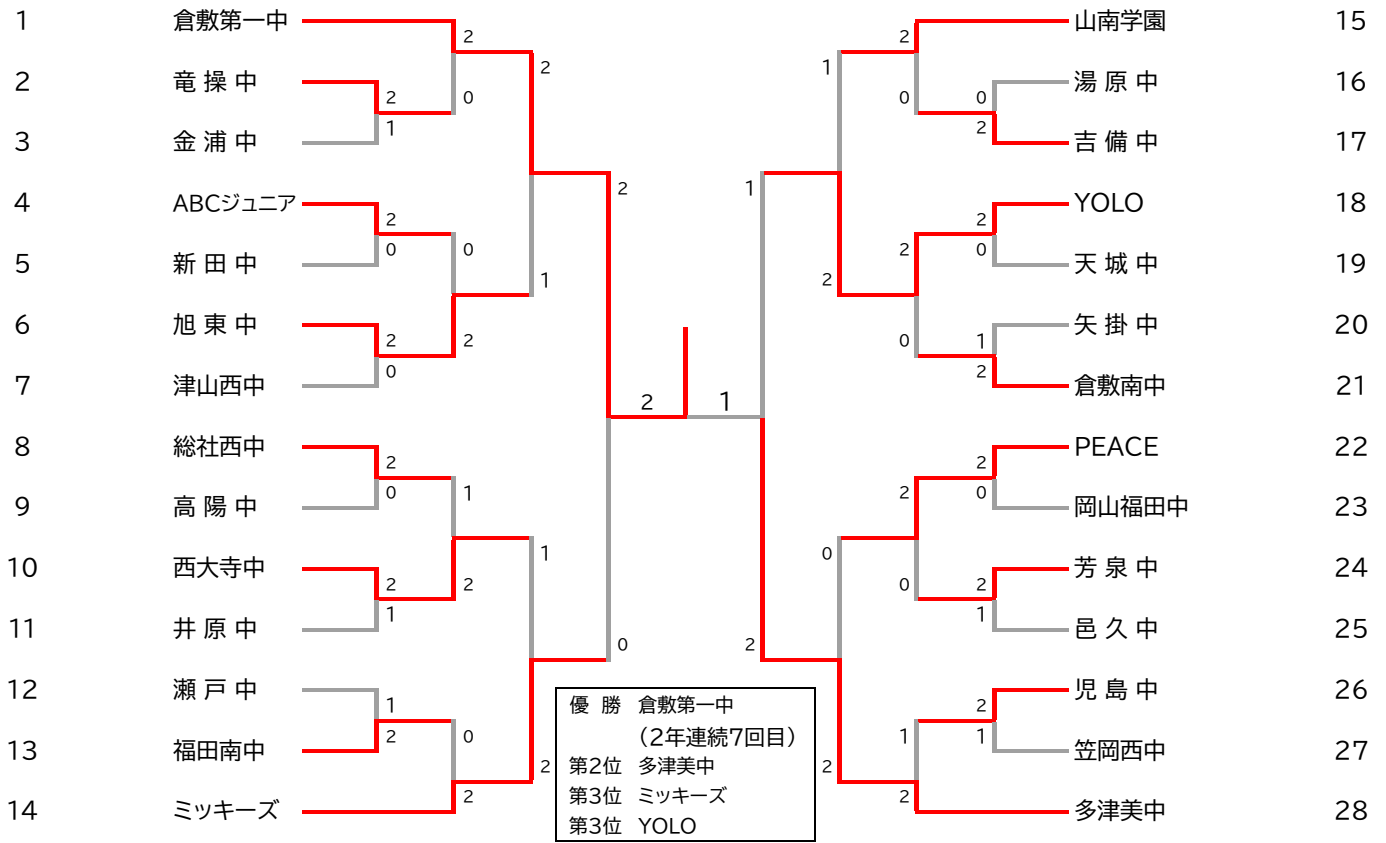 1 倉敷第一中
2 竜 操 中
3 金 浦 中
4 ABCジュニア
5 新 田 中
6 旭 東 中
7 津山西中
8 総社西中
9 高 陽 中
10 西大寺中
11 井 原 中
12 瀬 戸 中
13 福田南中
14 ミッキーズ
2
2
0
2
1
2
2
0
0
1
2
2
0
2
1
2
1
0
1
2
2
1
0
1
0
2
2
2
2
1
2
0
1
0
2
1
2
2
0
2
0
2
1
0
2
2
0
0
2
1
2
1
2
1
2
山南学園 15
湯 原 中 16
吉 備 中 17
YOLO 18
天 城 中 19
矢 掛 中 20
倉敷南中 21
PEACE 22
岡山福田中 23
芳 泉 中 24
邑 久 中 25
児 島 中 26
笠岡西中 27
多津美中 28
優 勝 倉敷第一中
（2年連続7回目）
第2位 多津美中
第3位 ミッキーズ
第3位 YOLO